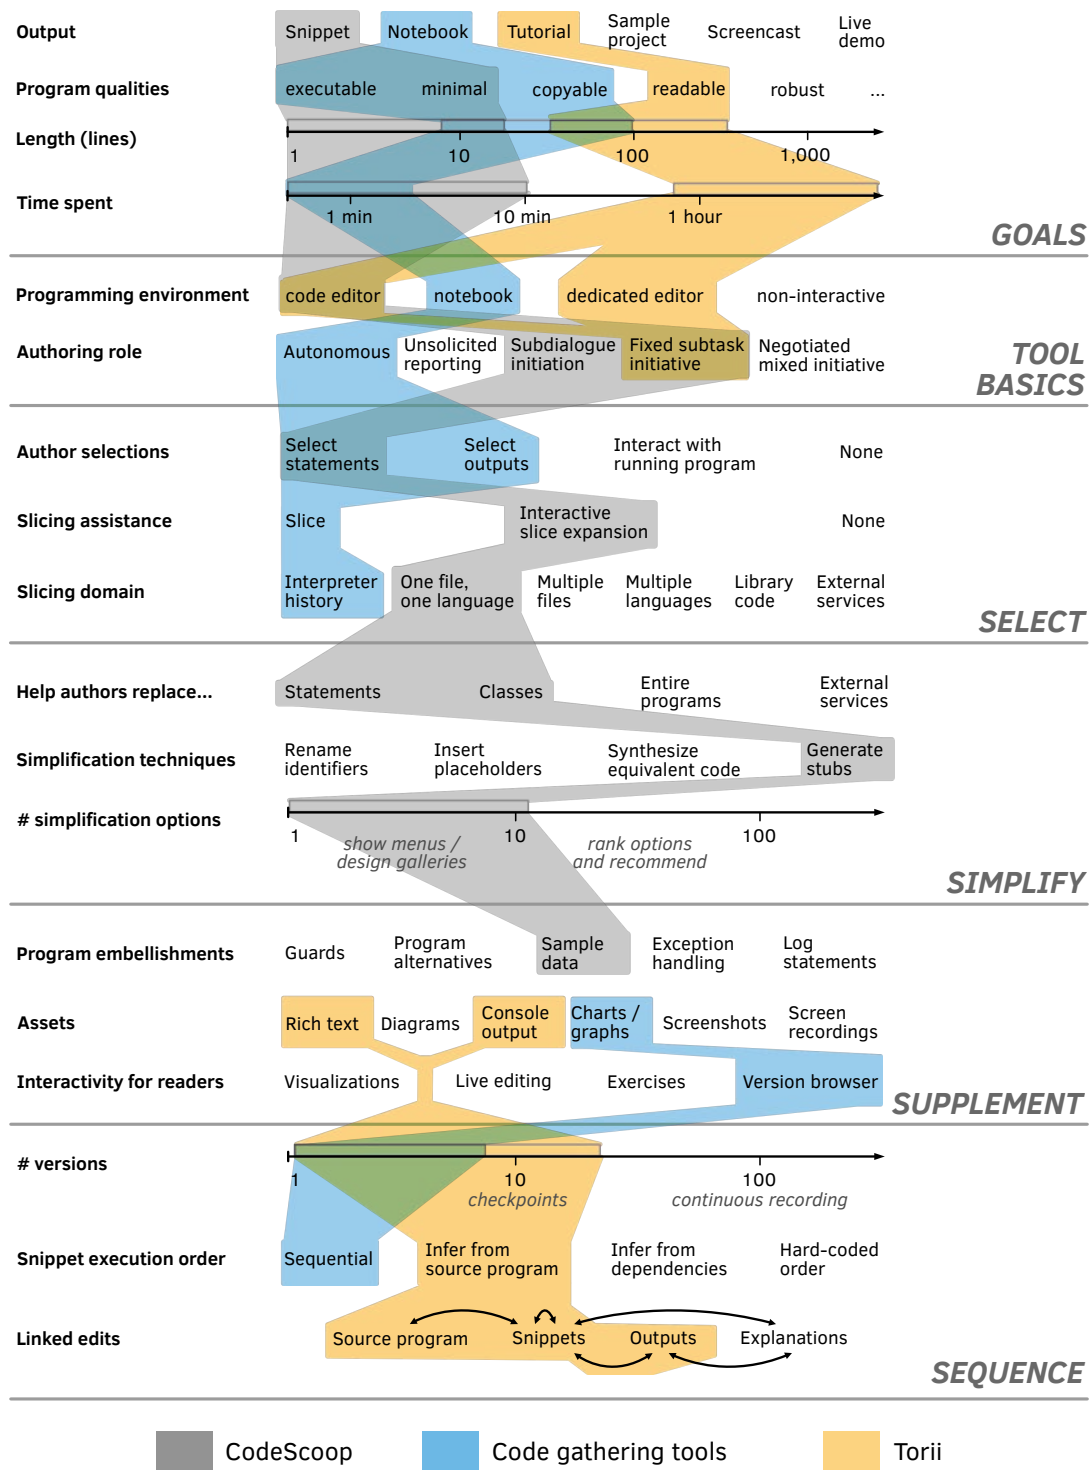 Output
Snippet
Notebook
Tutorial
Sample
project
Screencast
Live
demo
Program qualities
executable
minimal
copyable
readable
robust
...
Length (lines)
1
10
100
1,000
Time spent
1 min
10 min
1 hour
GOALS
Programming environment
code editor
notebook
dedicated editor
non-interactive
Authoring role
Autonomous
Unsolicited
reporting
Subdialogue
initiation
Fixed subtask
initiative
Negotiated
mixed initiative
TOOL
BASICS
Author selections
Select
statements
Select
outputs
Interact with
running program
None
Slicing assistance
Slice
Interactive
slice expansion
None
Slicing domain
Interpreter
history
One file,
one language
Multiple
files
Multiple
languages
Library
code
External
services
SELECT
Help authors replace...
Statements
Classes
Entire
programs
External
services
Simplification techniques
Rename
identifiers
Insert
placeholders
Synthesize
equivalent code
Generate
stubs
# simplification options
1
10
100
show menus /
design galleries
rank options
and recommend
SIMPLIFY
Program embellishments
Guards
Program
alternatives
Sample
data
Exception
handling
Log
statements
Assets
Rich text
Diagrams
Console
output
Charts /
graphs
Screenshots
Screen
recordings
Interactivity for readers
Visualizations
Live editing
Exercises
Version browser
SUPPLEMENT
# versions
1
10
100
checkpoints
continuous recording
Snippet execution order
Sequential
Infer from
source program
Infer from
dependencies
Hard-coded
order
Linked edits
Source program
Snippets
Outputs
Explanations
SEQUENCE
CodeScoop
Code gathering tools
Torii